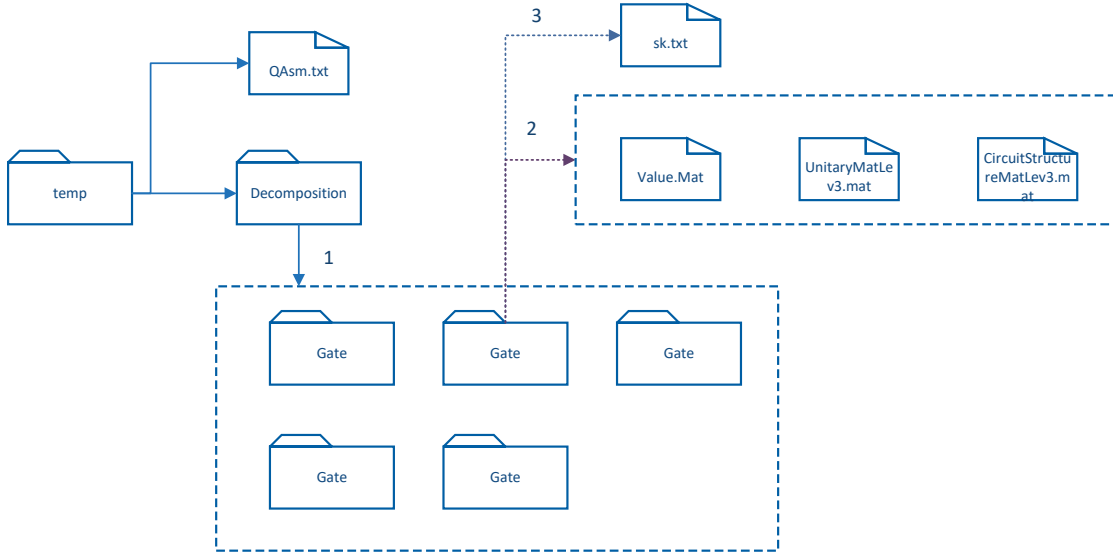 3
sk.txt
QAsm.txt
2
temp
Decomposition
Value.Mat
UnitaryMatLe
v3.mat
CircuitStructu
reMatLev3.m
at
1
Gate
Gate
Gate
Gate
Gate